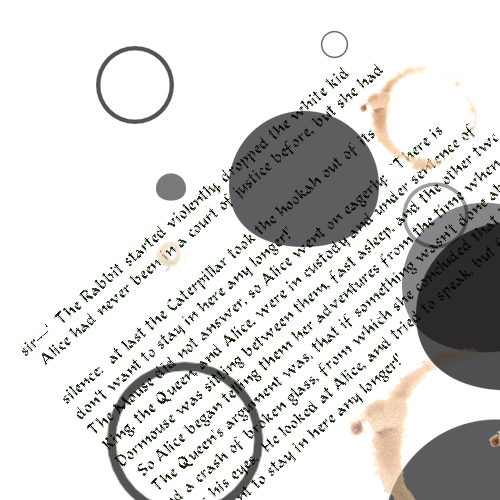 sir—' The Rabbit started violently, dropped the white kid
Alice had never been in a court of justice before, but she had
silence: at last the Caterpillar took the hookah out of its
don't want to stay in here any longer!'
The Mouse did not answer, so Alice went on eagerly: 'There is
King, the Queen, and Alice, were in custody and under sentence of
Dormouse was sitting between them, fast asleep, and the other two
So Alice began telling them her adventures from the time when
The Queen's argument was, that if something wasn't done
a crash of broken glass, from which he concluded that
his eyes. He looked at Alice, and tried to speak, but
to stay in here any longer!'